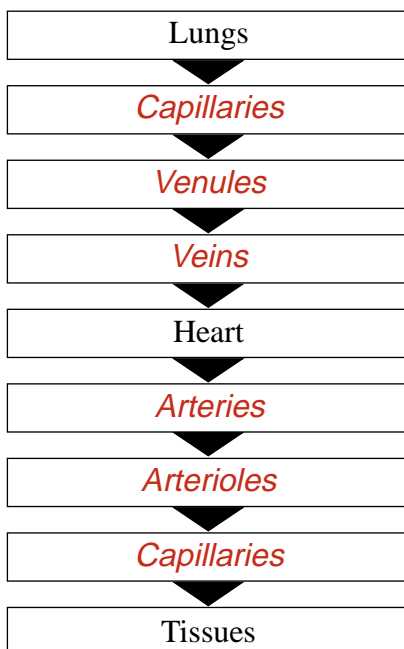 Lungs
Capillaries
Venules
Veins
Heart
Arteries
Arterioles
Capillaries
Tissues